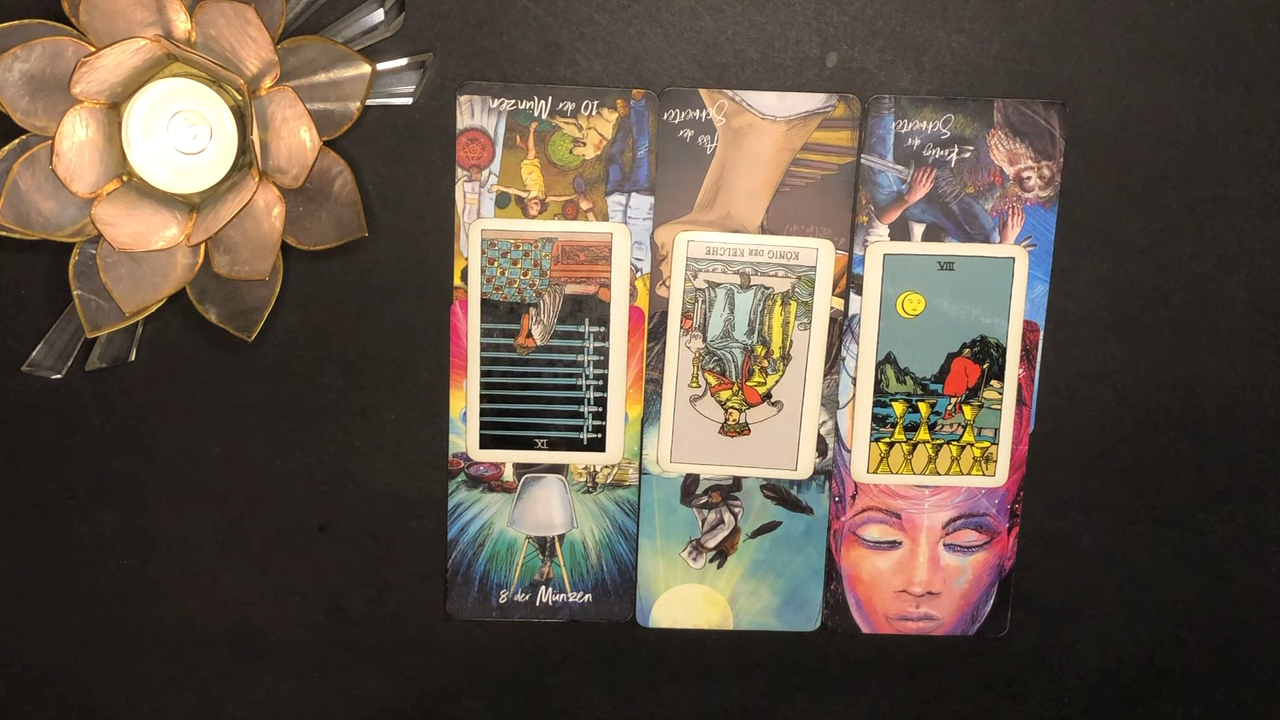 10 der Münzen
Ass der
Schwerter
König der
Schwerter
IX
KÖNIG DER KELCHE
VIII
8 der Münzen